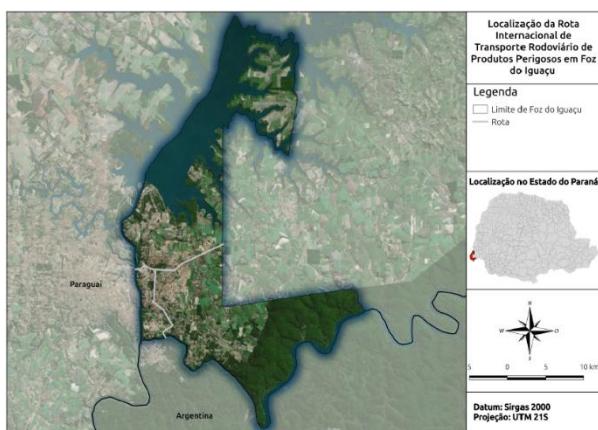 Localização da Rota
Internacional de
Transporte Rodoviário de
Produtos Perigosos em Foz
do Iguaçu
Legenda
Limite de Foz do Iguaçu
Rota
Localização no Estado do Paraná
N
W
O
S
5 0 5 10 km
Datum: Sirgas 2000
Projeção: UTM 21S
Paraguai
Argentina